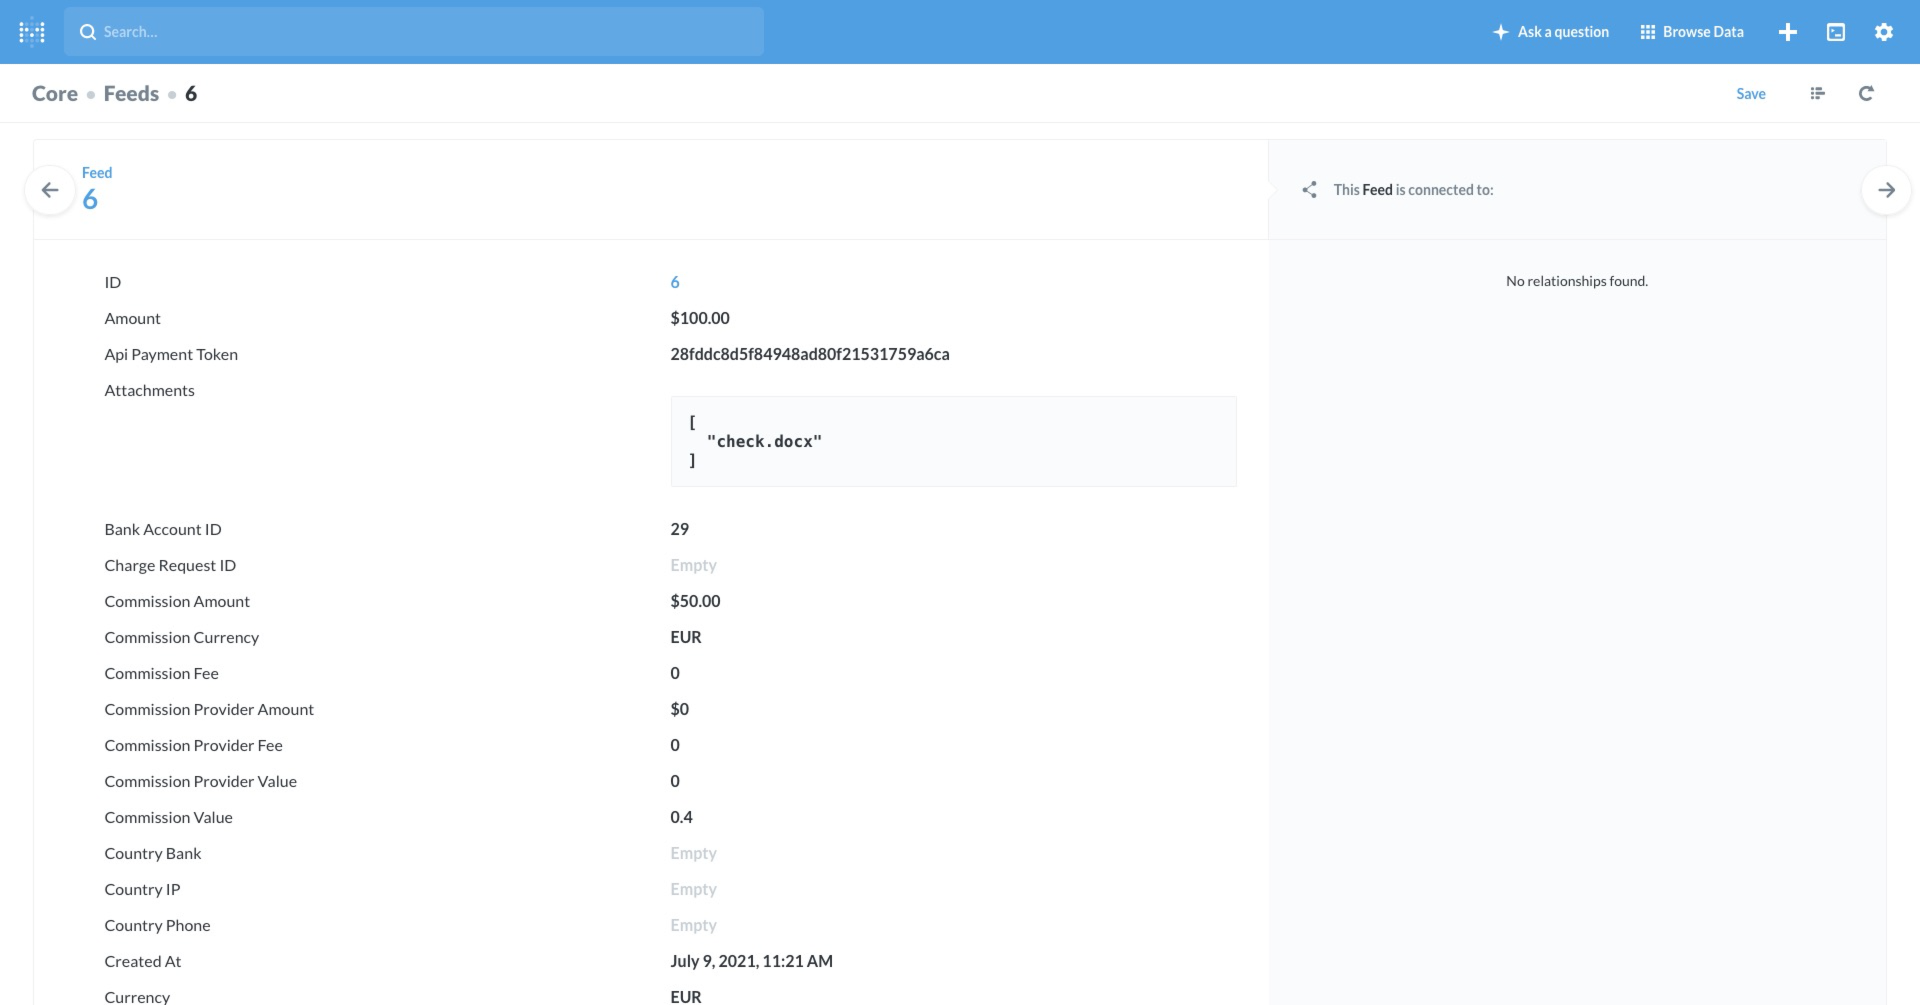 Search...
Ask a question
Browse Data
Core • Feeds • 6
Save
Feed
6
This Feed is connected to:
ID 6
No relationships found.
Amount $100.00
Api Payment Token 28fddc8d5f84948ad80f21531759a6ca
Attachments
[
"check.docx"
]
Bank Account ID 29
Charge Request ID Empty
Commission Amount $50.00
Commission Currency EUR
Commission Fee 0
Commission Provider Amount $0
Commission Provider Fee 0
Commission Provider Value 0
Commission Value 0.4
Country Bank Empty
Country IP Empty
Country Phone Empty
Created At July 9, 2021, 11:21 AM
Currency EUR